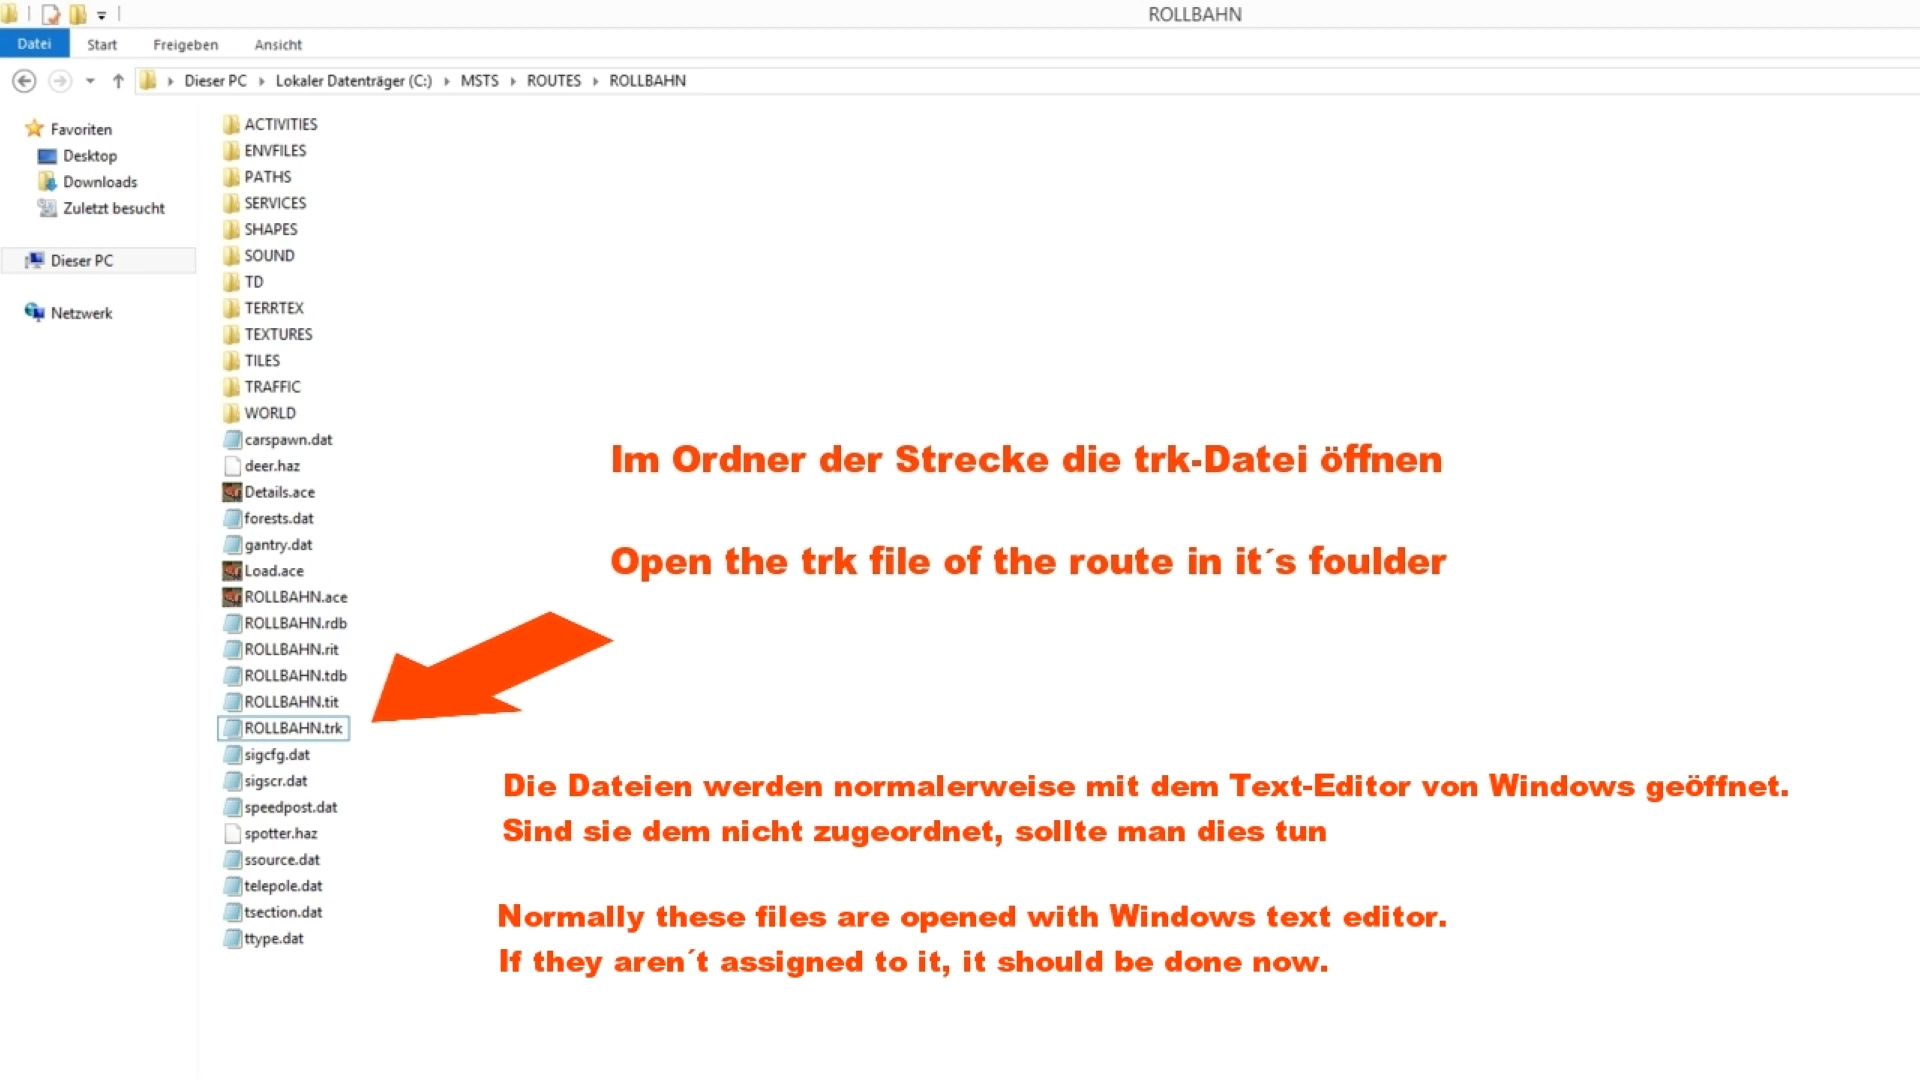 ROLLBAHN
Datei Start Freigeben Ansicht
Dieser PC Lokaler Datenträger (C:) MSTS ROUTES ROLLBAHN
Favoriten
Desktop
Downloads
Zuletzt besucht
Dieser PC
Netzwerk
ACTIVITIES
ENVFILES
PATHS
SERVICES
SHAPES
SOUND
TD
TERRTEX
TEXTURES
TILES
TRAFFIC
WORLD
carspawn.dat
deer.haz
Details.ace
forests.dat
gantry.dat
Load.ace
ROLLBAHN.ace
ROLLBAHN.rdb
ROLLBAHN.rit
ROLLBAHN.tdb
ROLLBAHN.tit
ROLLBAHN.trk
sigcfg.dat
sigscr.dat
speedpost.dat
spotter.haz
ssource.dat
telepole.dat
tsection.dat
ttype.dat
Im Ordner der Strecke die trk-Datei öffnen
Open the trk file of the route in it´s foulder
Die Dateien werden normalerweise mit dem Text-Editor von Windows geöffnet.
Sind sie dem nicht zugeordnet, sollte man dies tun
Normally these files are opened with Windows text editor.
If they aren´t assigned to it, it should be done now.